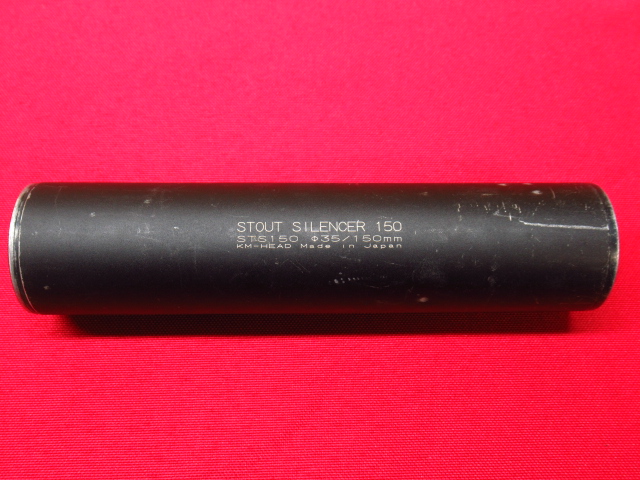 STOUT SILENCER 150
STS150 Φ35/150mm
KM-HEAD Made in Japan